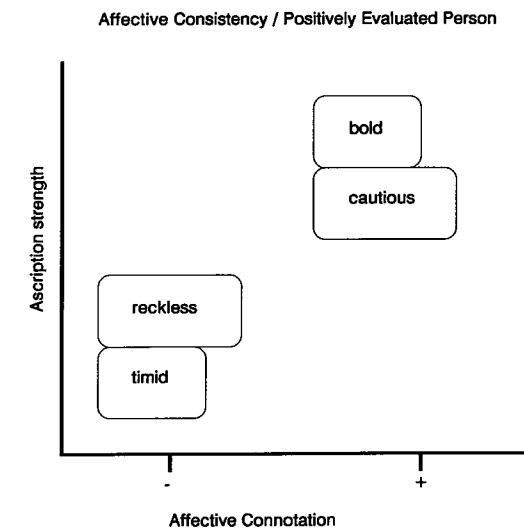 Affective Consistency / Positively Evaluated Person
bold
cautious
Ascription strength
reckless
timid
- +
Affective Connotation